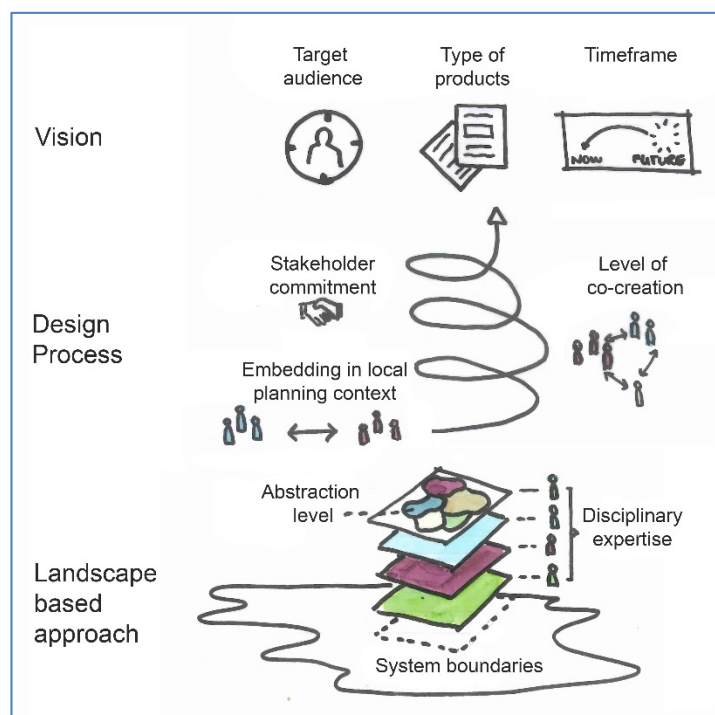 Target
audience
Type of
products
Timeframe
Vision
NOW
FUTURE
Stakeholder
commitment
Level of
co-creation
Design
Process
Embedding in local
planning context
Abstraction
level
Disciplinary
expertise
Landscape
based
approach
System boundaries